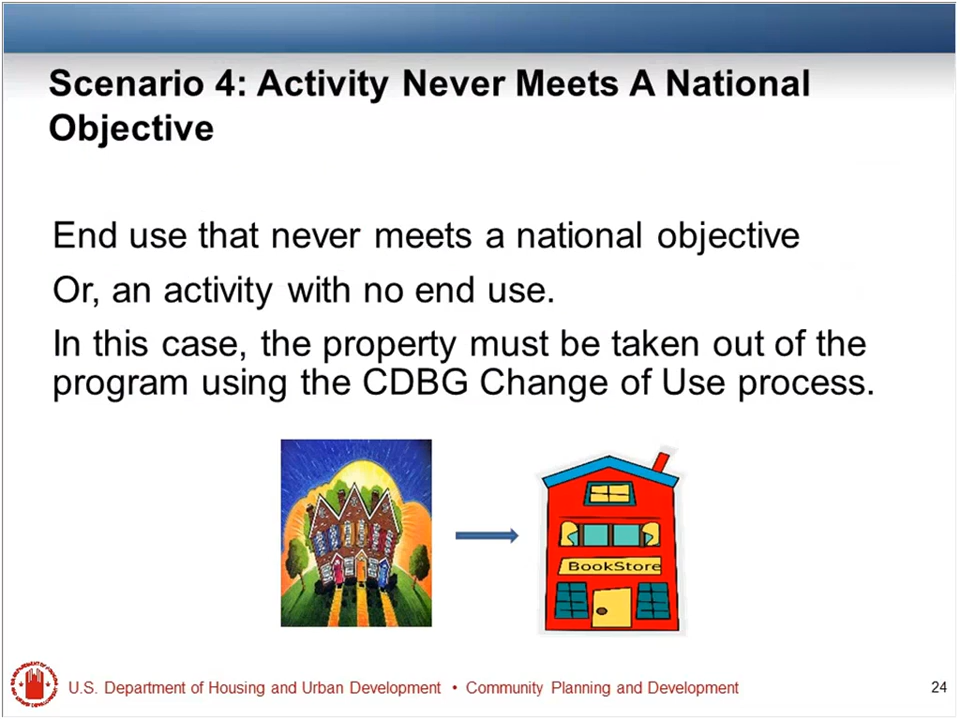 Scenario 4: Activity Never Meets A National
Objective
End use that never meets a national objective
Or, an activity with no end use.
In this case, the property must be taken out of the
program using the CDBG Change of Use process.
BookStore
U.S. Department of Housing and Urban Development • Community Planning and Development
24